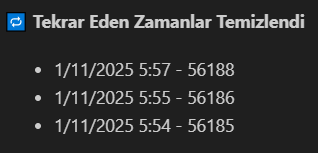 🔁 Tekrar Eden Zamanlar Temizlendi
• 1/11/2025 5:57 - 56188
• 1/11/2025 5:55 - 56186
• 1/11/2025 5:54 - 56185